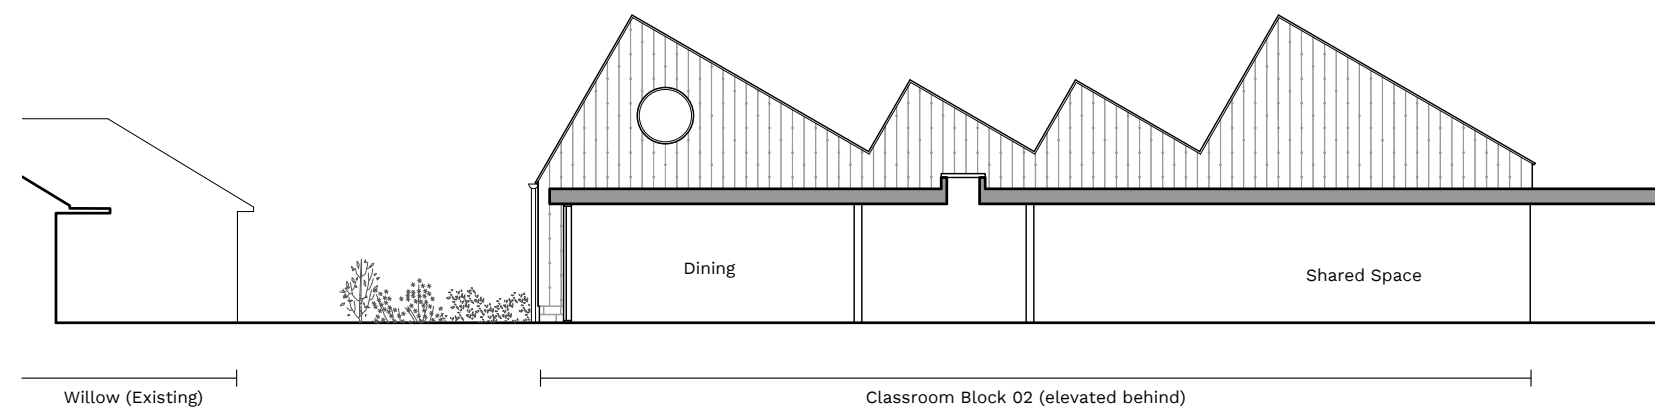 Dining
Shared Space
Willow (Existing)
Classroom Block 02 (elevated behind)